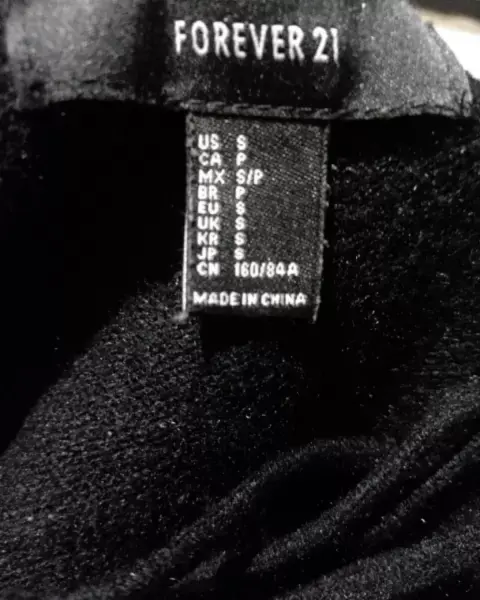 FOREVER 21
US S
CA P
MX S/P
BR P
EU S
UK S
KR S
JP S
CN 160/84A
MADE IN CHINA